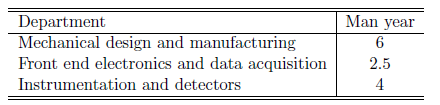 Department Man year
Mechanical design and manufacturing 6
Front end electronics and data acquisition 2.5
Instrumentation and detectors 4